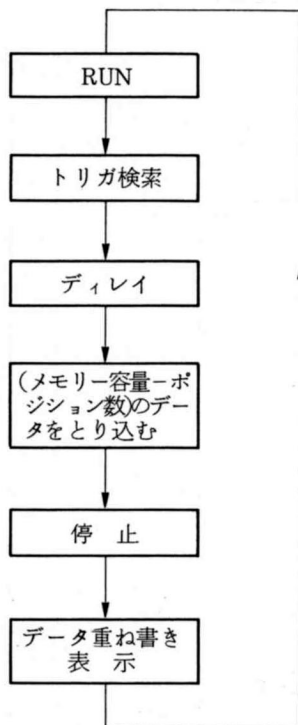 RUN
トリガ検索
ディレイ
(メモリー容量−ポ
ジション数)のデー
タをとり込む
停 止
データ重ね書き
表 示